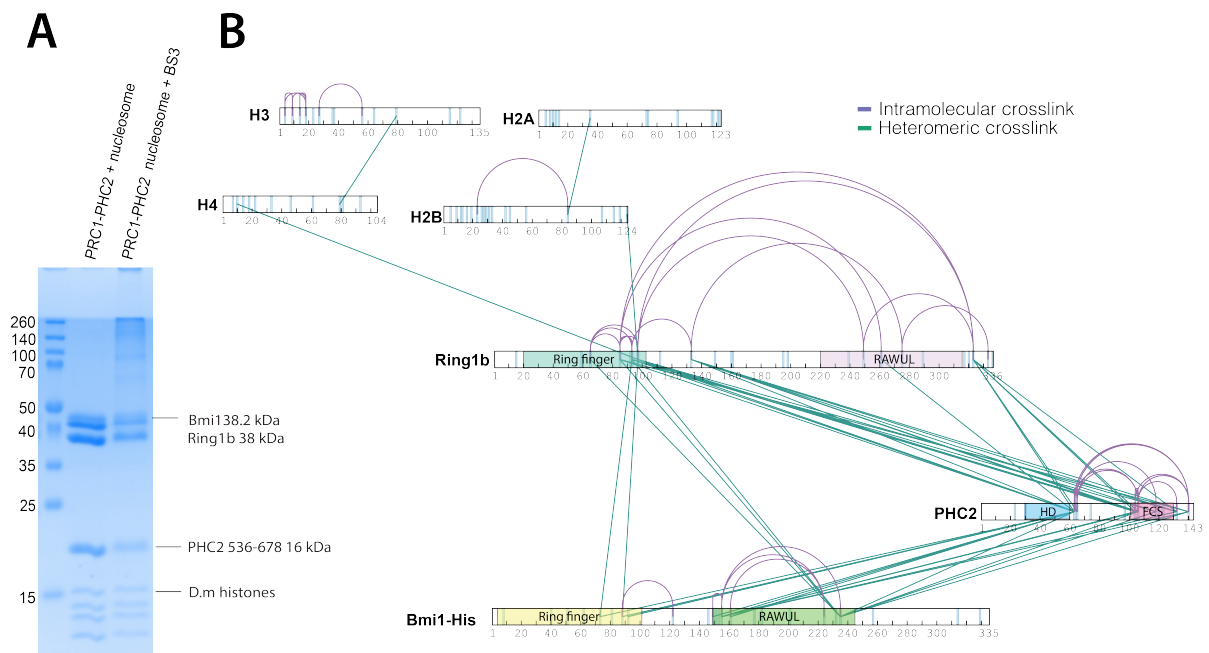 A
B
PRC1-PHC2 + nucleosome
PRC1-PHC2 nucleosome + BS3
260
140
100
70
50
40
35
25
15
Bmi138.2 kDa
Ring1b 38 kDa
PHC2 536-678 16 kDa
D.m histones
Intramolecular crosslink
Heteromeric crosslink
H3
1 20 40 60 80 100 135
H2A
1 20 40 60 80 100 123
H4
1 20 40 60 80 104
H2B
1 20 40 60 80 100 124
Ring1b
Ring finger
RAWUL
1 20 40 60 80 100 120 140 160 180 200 220 240 260 280 300 336
PHC2
HD
FCS
1 20 40 60 80 100 120 143
Bmi1-His
Ring finger
RAWUL
1 20 40 60 80 100 120 140 160 180 200 220 240 260 280 300 335